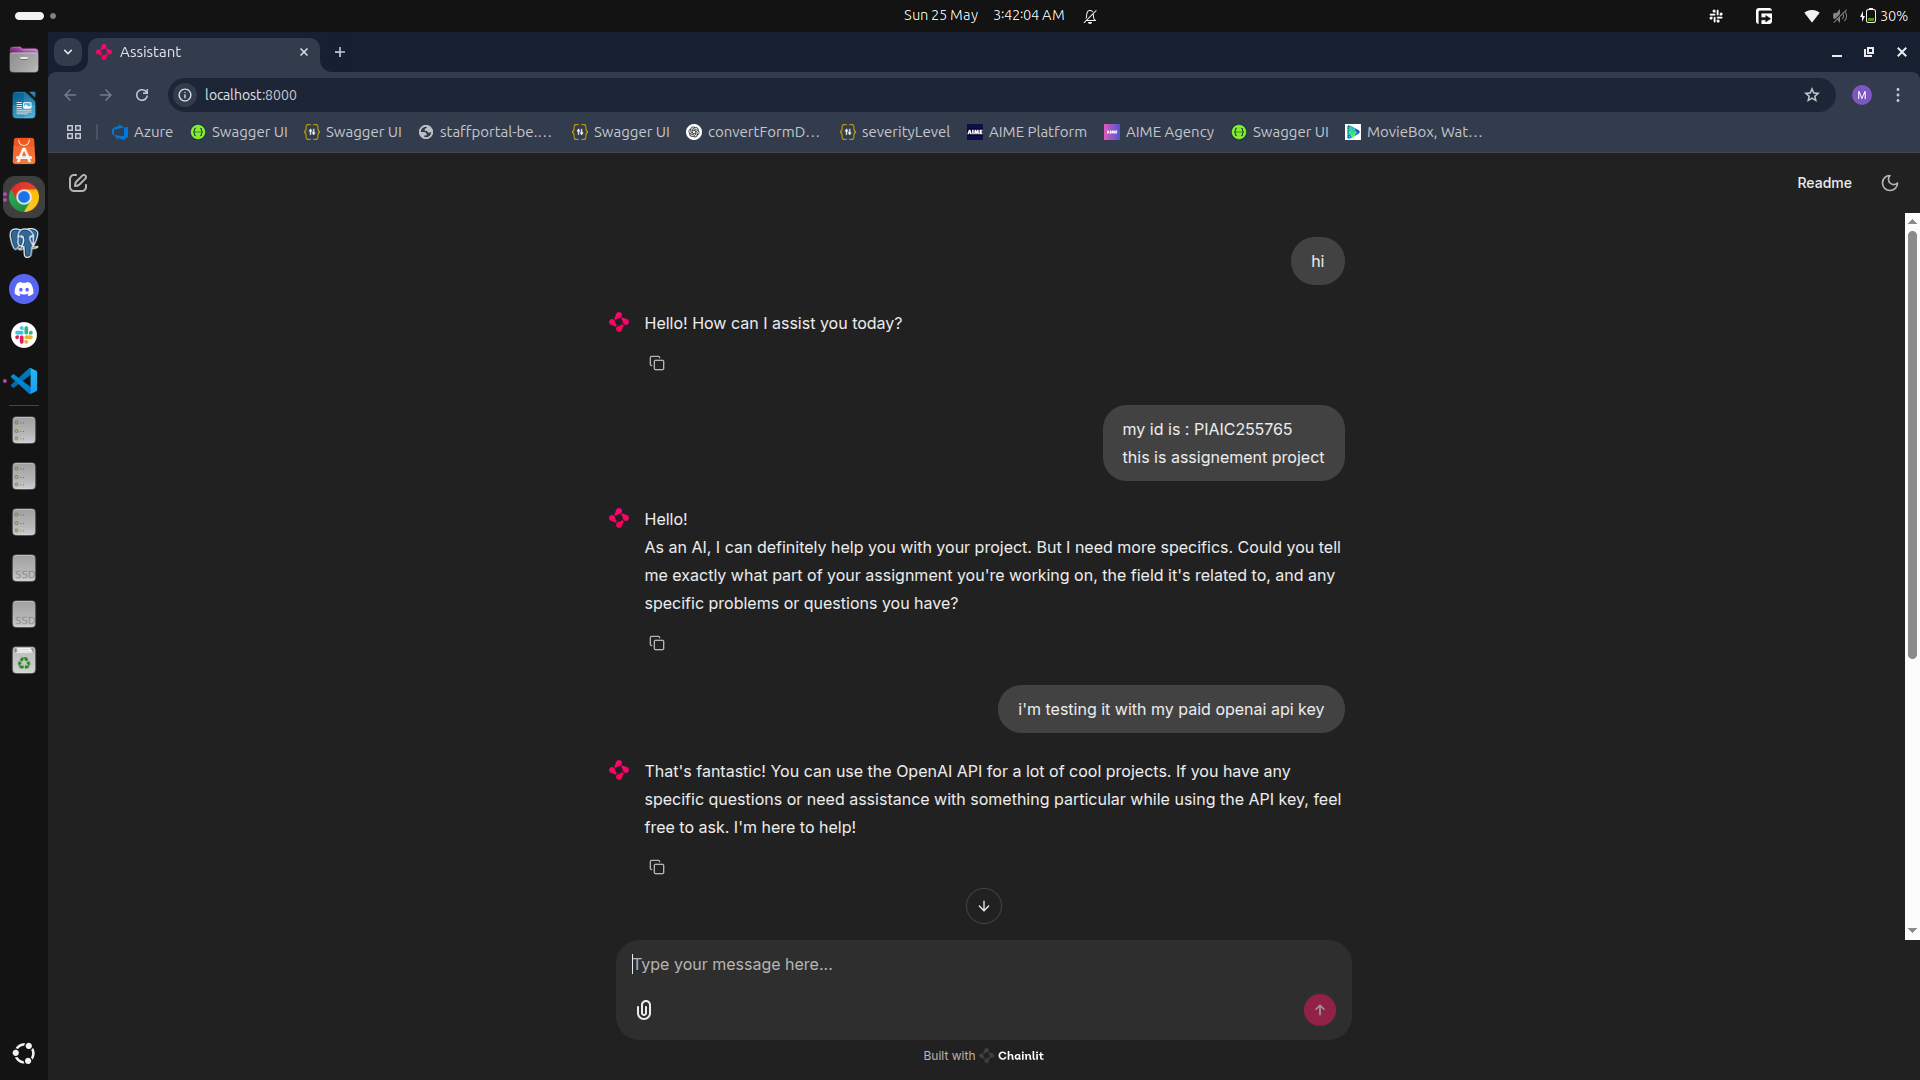 Sun 25 May 3:42:04 AM
30%
Assistant
localhost:8000
M
Azure
Swagger UI
Swagger UI
staffportal-be....
Swagger UI
convertFormD...
severityLevel
AIME AIME Platform
AIME AIME Agency
Swagger UI
MovieBox, Wat...
Readme
hi
Hello! How can I assist you today?
my id is : PIAIC255765
this is assignement project
Hello!
As an AI, I can definitely help you with your project. But I need more specifics. Could you tell
me exactly what part of your assignment you're working on, the field it's related to, and any
specific problems or questions you have?
i'm testing it with my paid openai api key
That's fantastic! You can use the OpenAI API for a lot of cool projects. If you have any
specific questions or need assistance with something particular while using the API key, feel
free to ask. I'm here to help!
Type your message here...
Built with Chainlit
SSD
SSD